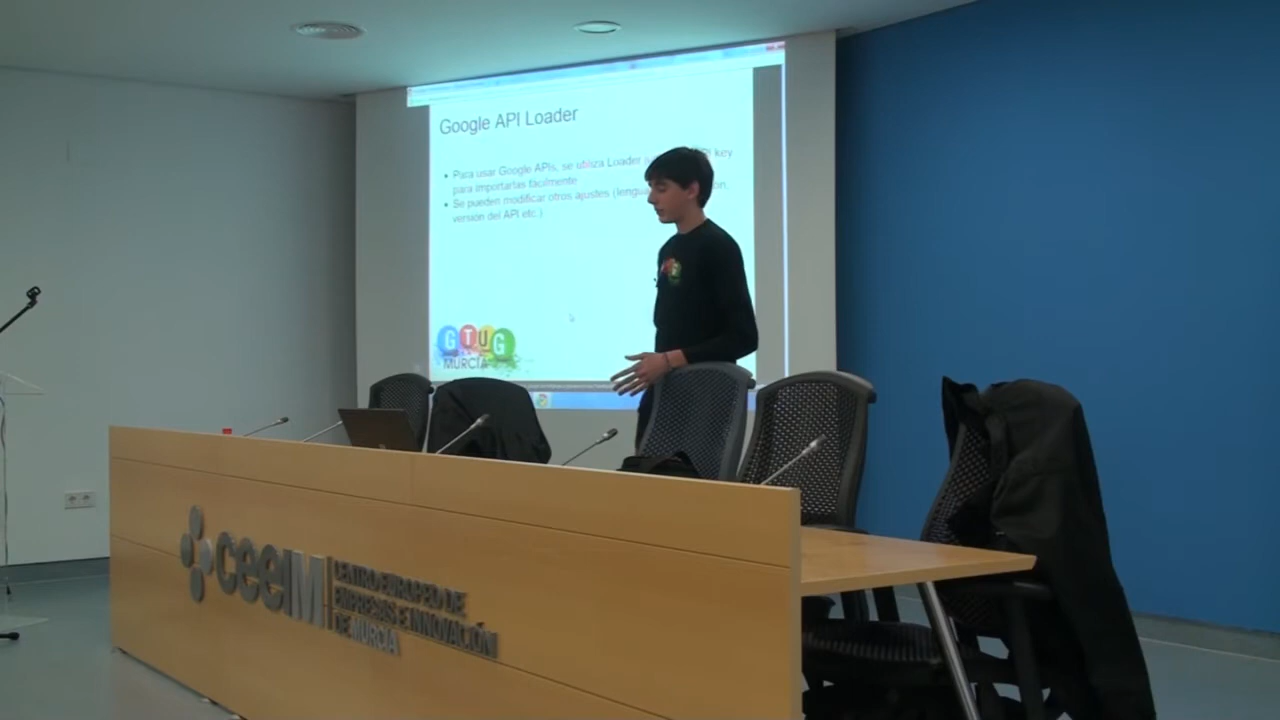 Google API Loader
• Para usar Google APIs, se utiliza Loader key
para importarlas fácilmente
• Se pueden modificar otros ajustes
versión del API etc.)
GTUG
MURCIA
ceeiM
CENTRO EUROPEO DE
EMPRESAS E INNOVACIÓN
DE MURCIA